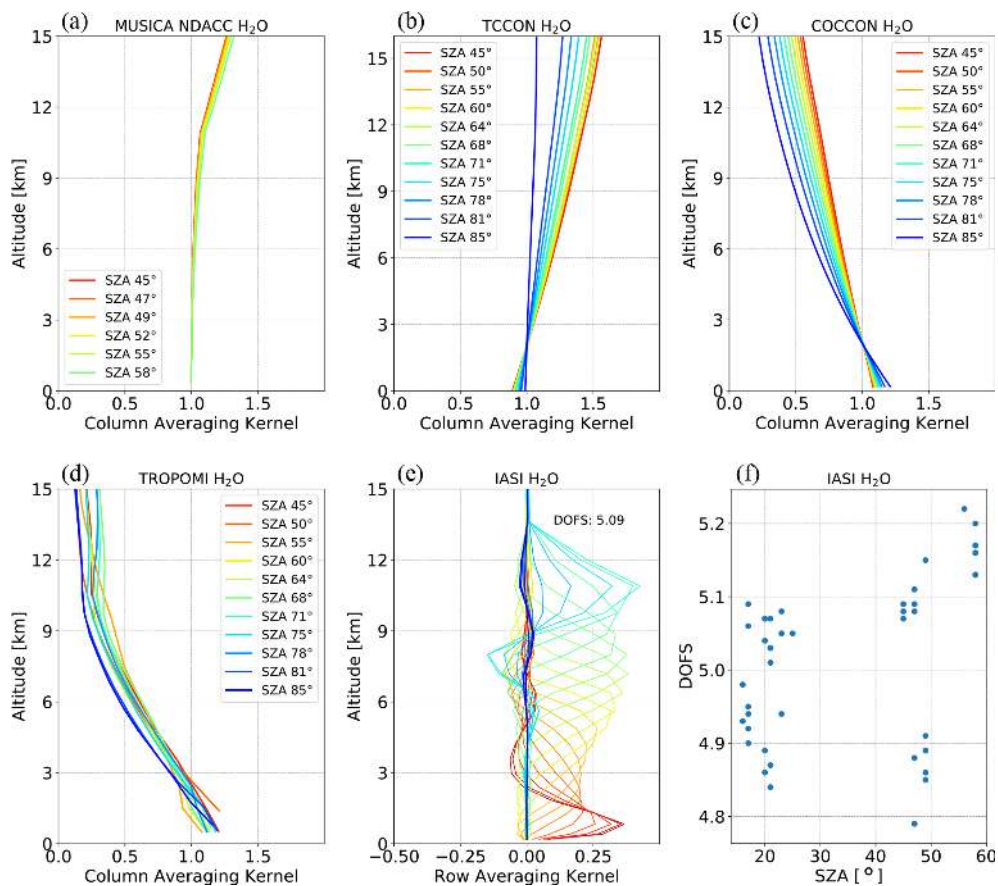 (a)
MUSICA NDACC H₂O
15
12
9
6
3
0
Altitude [km]
SZA 45°
SZA 47°
SZA 49°
SZA 52°
SZA 55°
SZA 58°
0.0 0.5 1.0 1.5
Column Averaging Kernel
(b)
TCCON H₂O
15
12
9
6
3
0
Altitude [km]
SZA 45°
SZA 50°
SZA 55°
SZA 60°
SZA 64°
SZA 68°
SZA 71°
SZA 75°
SZA 78°
SZA 81°
SZA 85°
0.0 0.5 1.0 1.5
Column Averaging Kernel
(c)
COCCON H₂O
15
12
9
6
3
0
Altitude [km]
SZA 45°
SZA 50°
SZA 55°
SZA 60°
SZA 64°
SZA 68°
SZA 71°
SZA 75°
SZA 78°
SZA 81°
SZA 85°
0.0 0.5 1.0 1.5
Column Averaging Kernel
(d)
TROPOMI H₂O
15
12
9
6
3
0
Altitude [km]
SZA 45°
SZA 50°
SZA 55°
SZA 60°
SZA 64°
SZA 68°
SZA 71°
SZA 75°
SZA 78°
SZA 81°
SZA 85°
0.0 0.5 1.0 1.5
Column Averaging Kernel
(e)
IASI H₂O
DOFS: 5.09
15
12
9
6
3
0
Altitude [km]
−0.50 −0.25 0.00 0.25
Row Averaging Kernel
(f)
IASI H₂O
5.2
5.1
5.0
4.9
4.8
DOFS
20 30 40 50 60
SZA [°]